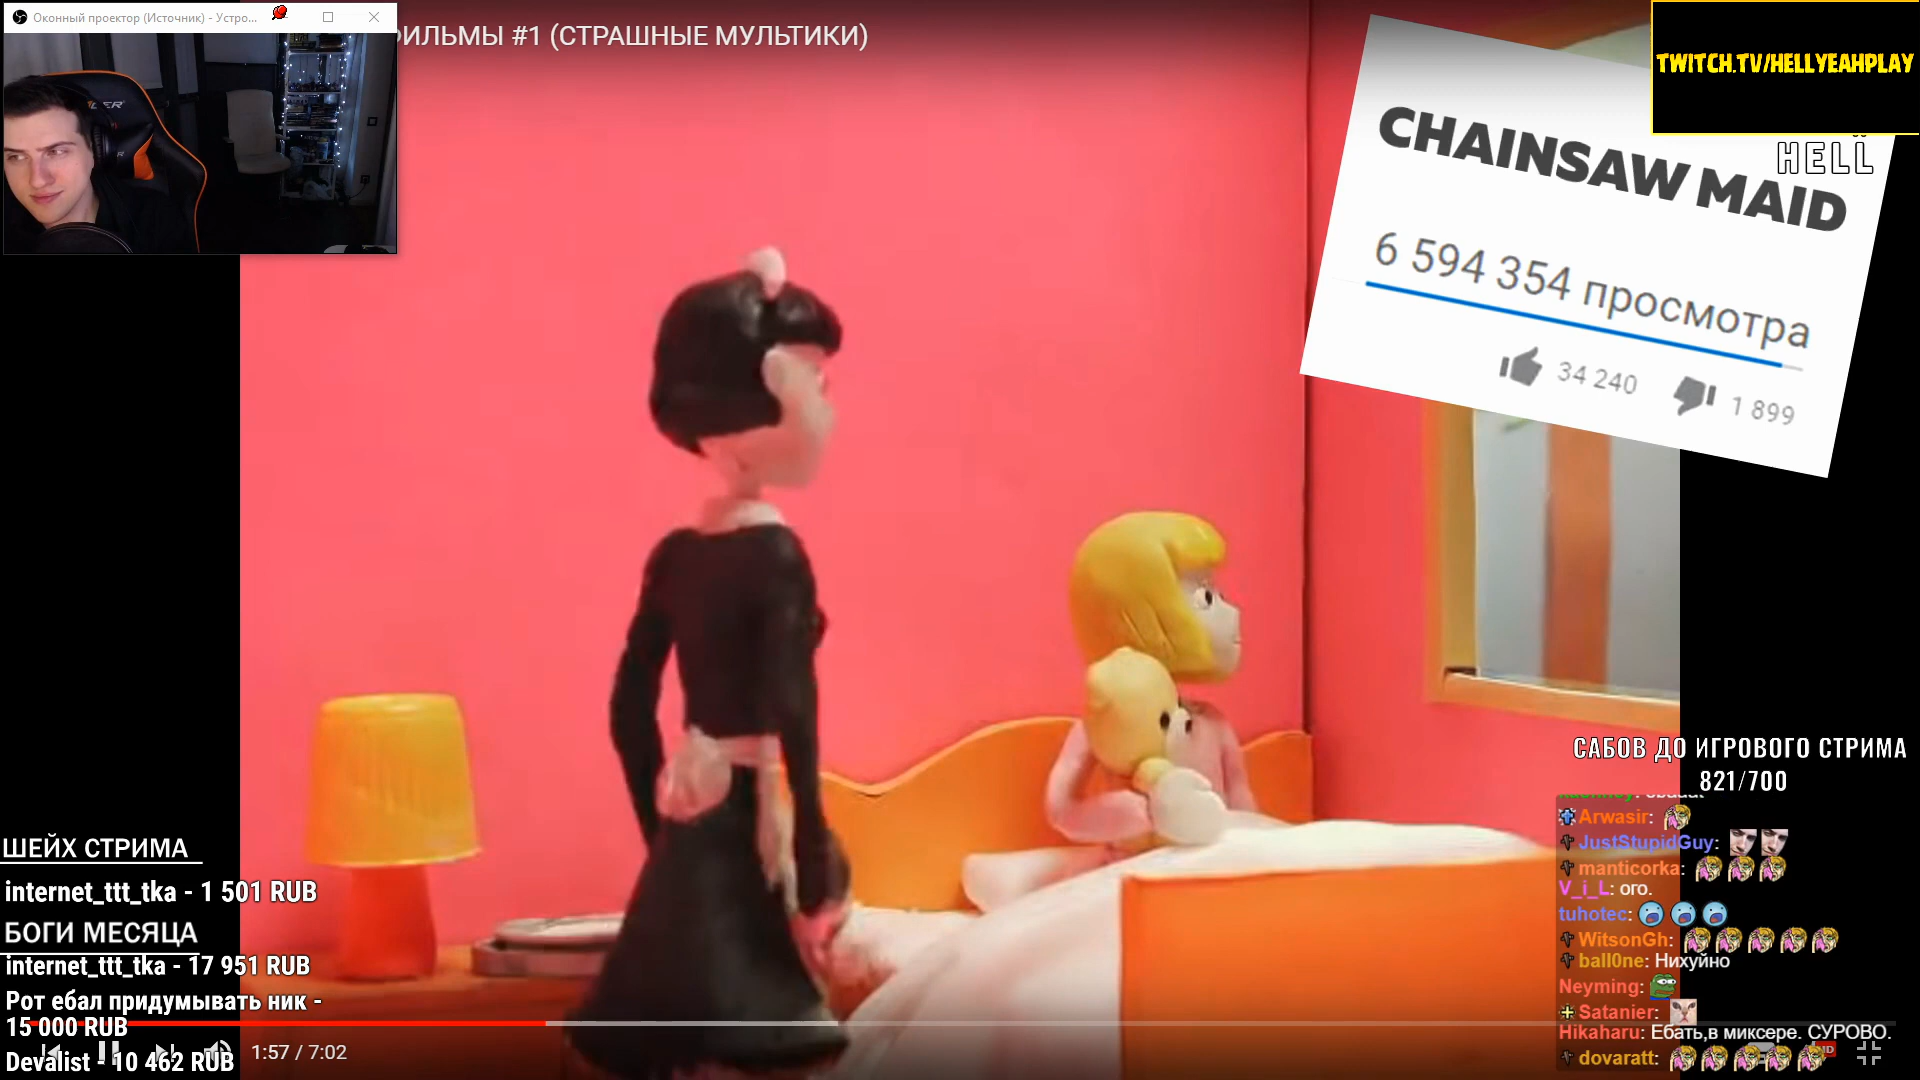 Оконный проектор (Источник) - Устро...
ФИЛЬМЫ #1 (СТРАШНЫЕ МУЛЬТИКИ)
TWITCH.TV/HELLYEAHPLAY
HELL
CHAINSAW MAID
6 594 354 просмотра
34 240
1 899
САБОВ ДО ИГРОВОГО СТРИМА
821/700
Arwasir:
JustStupidGuy:
manticorka:
V_i_L: ого.
tuhotec:
WitsonGh:
ball0ne: Нихуйно
Neyming:
Satanier:
Hikaharu: Ебать,в миксере. СУРОВО.
dovaratt:
ШЕЙХ СТРИМА
internet_ttt_tka - 1 501 RUB
БОГИ МЕСЯЦА
internet_ttt_tka - 17 951 RUB
Рот ебал придумывать ник -
15 000 RUB
Devalist - 10 462 RUB
1:57 / 7:02
HD